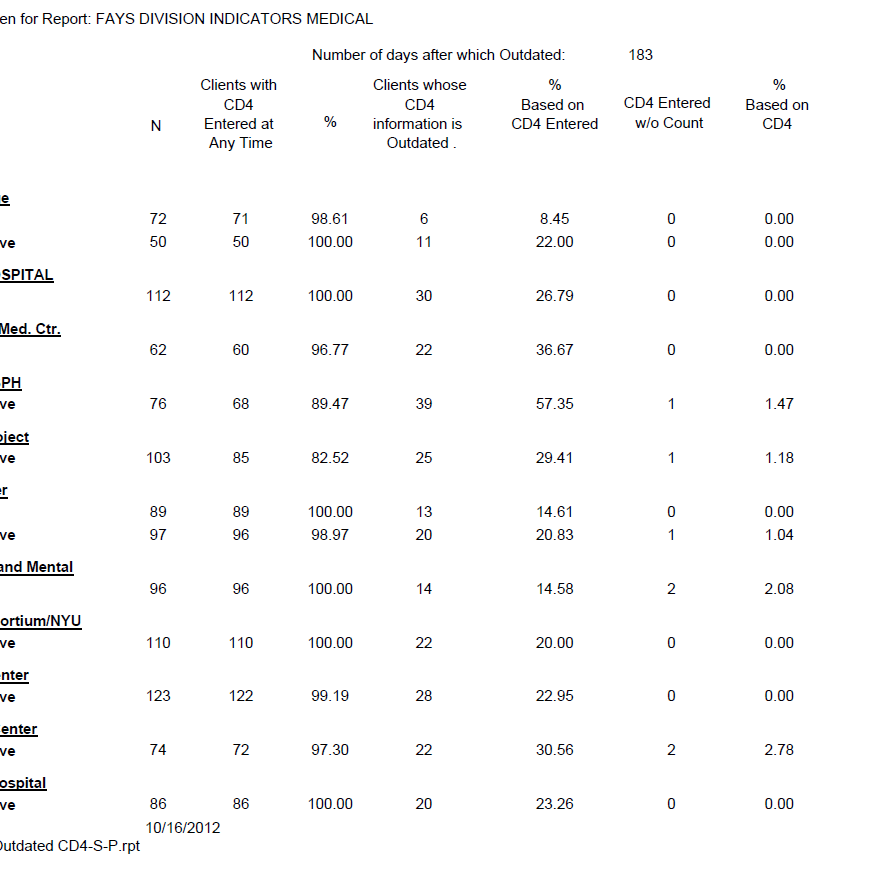 en for Report: FAYS DIVISION INDICATORS MEDICAL
Number of days after which Outdated: 183
N
Clients with CD4 Entered at Any Time
%
Clients whose CD4 information is Outdated .
% Based on CD4 Entered
CD4 Entered w/o Count
% Based on CD4
e
72 71 98.61 6 8.45 0 0.00
ve 50 50 100.00 11 22.00 0 0.00
SPITAL
112 112 100.00 30 26.79 0 0.00
Med. Ctr.
62 60 96.77 22 36.67 0 0.00
PH
ve 76 68 89.47 39 57.35 1 1.47
ject
ve 103 85 82.52 25 29.41 1 1.18
er
89 89 100.00 13 14.61 0 0.00
ve 97 96 98.97 20 20.83 1 1.04
and Mental
96 96 100.00 14 14.58 2 2.08
ortium/NYU
ve 110 110 100.00 22 20.00 0 0.00
nter
ve 123 122 99.19 28 22.95 0 0.00
enter
ve 74 72 97.30 22 30.56 2 2.78
ospital
ve 86 86 100.00 20 23.26 0 0.00
10/16/2012
Outdated CD4-S-P.rpt